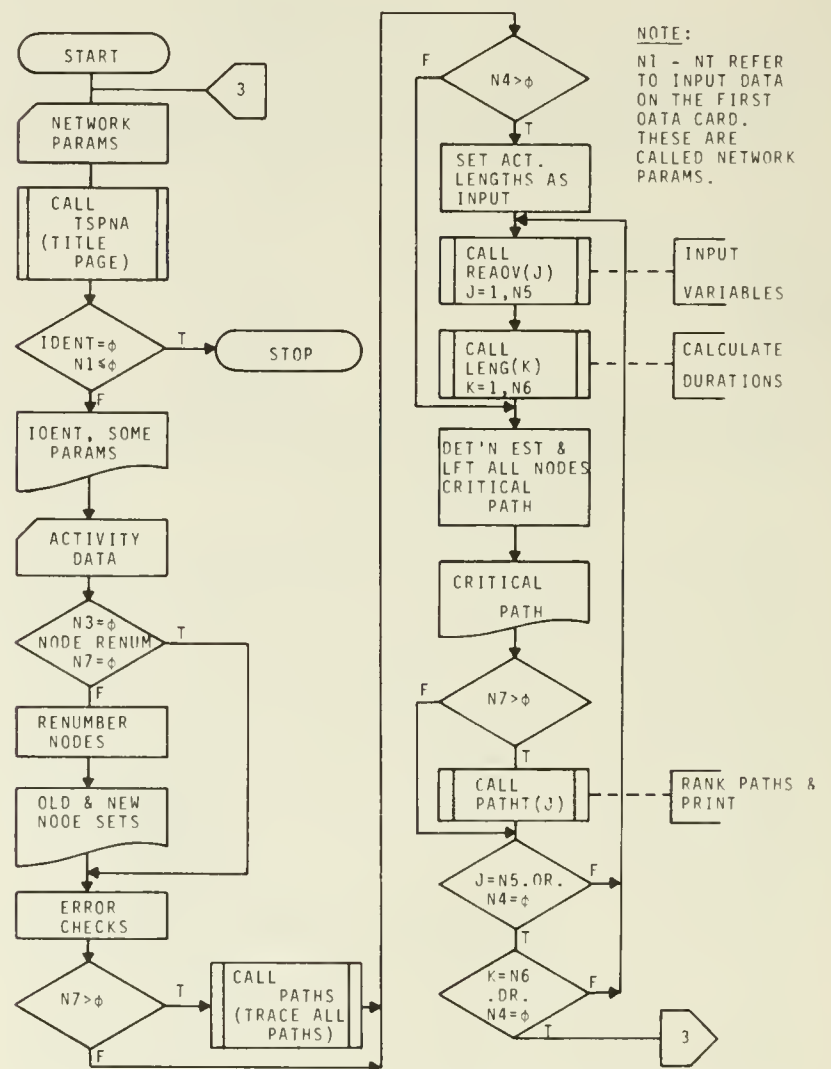 START
3
NETWORK
PARAMS
CALL
TSPNA
(TITLE
PAGE)
IDENT=ϕ
N1≤ϕ
T
STOP
F
IOENT, SOME
PARAMS
ACTIVITY
DATA
N3=ϕ
NODE RENUM
N7=ϕ
T
F
RENUMBER
NODES
OLD & NEW
NOOE SETS
ERROR
CHECKS
N7>ϕ
T
F
CALL
PATHS
(TRACE ALL
PATHS)
F
N4>ϕ
T
SET ACT.
LENGTHS AS
INPUT
CALL
REAOV(J)
J=1,N5
INPUT
VARIABLES
CALL
LENG(K)
K=1,N6
CALCULATE
DURATIONS
DET'N EST &
LFT ALL NODES
CRITICAL
PATH
CRITICAL
PATH
F
N7>ϕ
T
CALL
PATHT(J)
RANK PATHS &
PRINT
J=N5.OR.
N4=ϕ
F
T
K=N6
.DR.
N4=ϕ
F
T
3
NOTE:
N1 - NT REFER
TO INPUT DATA
ON THE FIRST
OATA CARD.
THESE ARE
CALLED NETWORK
PARAMS.